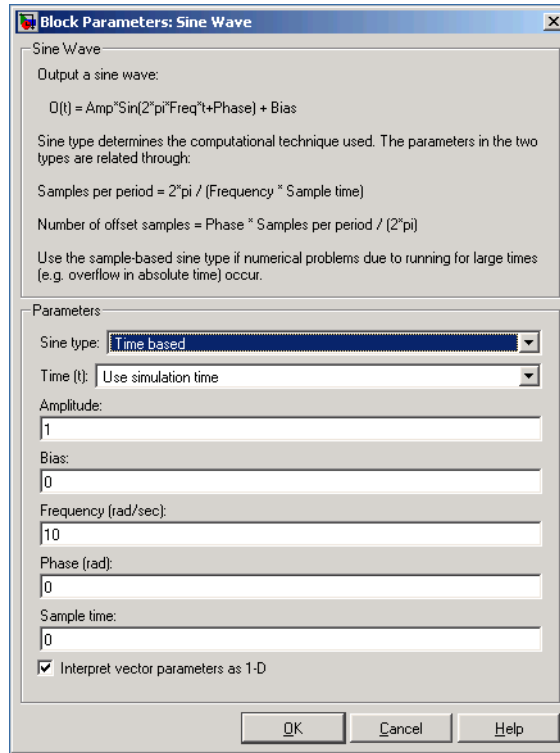 Block Parameters: Sine Wave
Sine Wave
Output a sine wave:
O(t) = Amp*Sin(2*pi*Freq*t+Phase) + Bias
Sine type determines the computational technique used. The parameters in the two
types are related through:
Samples per period = 2*pi / (Frequency * Sample time)
Number of offset samples = Phase * Samples per period / (2*pi)
Use the sample-based sine type if numerical problems due to running for large times
(e.g. overflow in absolute time) occur.
Parameters
Sine type: Time based
Time (t): Use simulation time
Amplitude:
1
Bias:
0
Frequency (rad/sec):
10
Phase (rad):
0
Sample time:
0
Interpret vector parameters as 1-D
OK Cancel Help